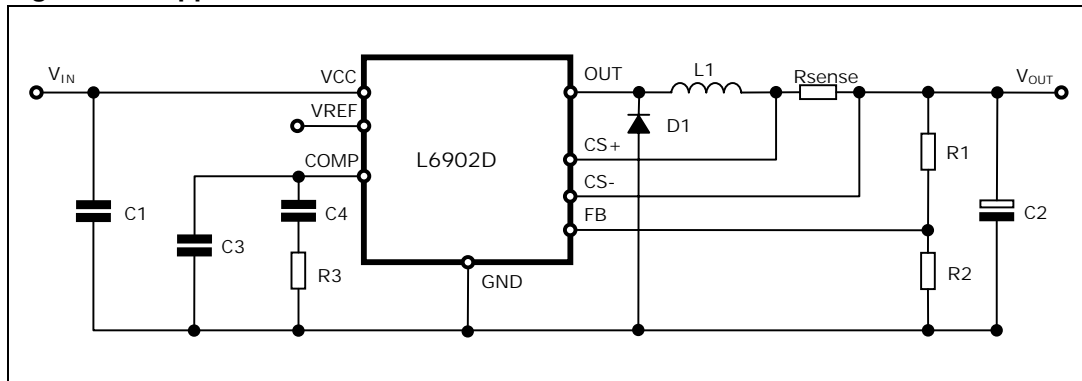 V_IN
VCC
VREF
COMP
L6902D
OUT
L1
Rsense
V_OUT
D1
CS+
CS-
FB
R1
C1
C3
C4
R3
GND
R2
C2